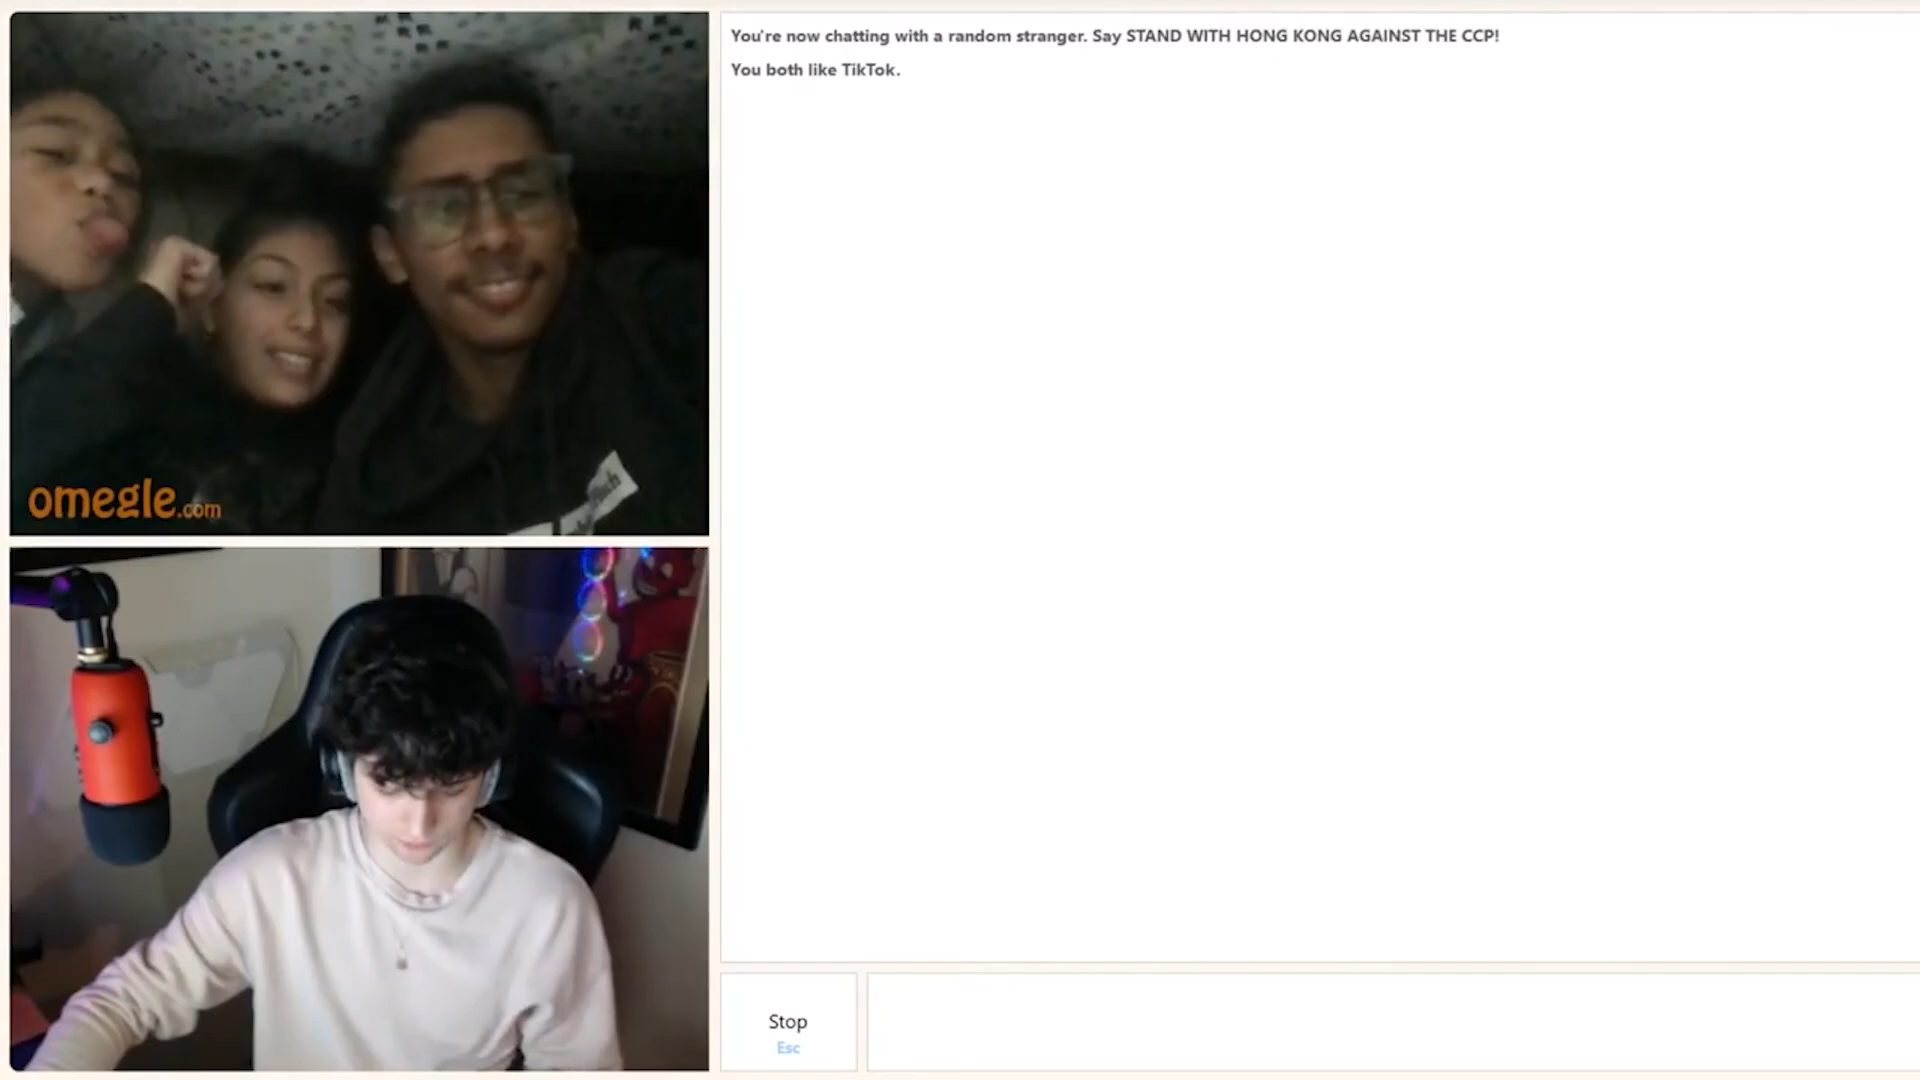 You're now chatting with a random stranger. Say STAND WITH HONG KONG AGAINST THE CCP!
You both like TikTok.
omegle.com
Stop
Esc